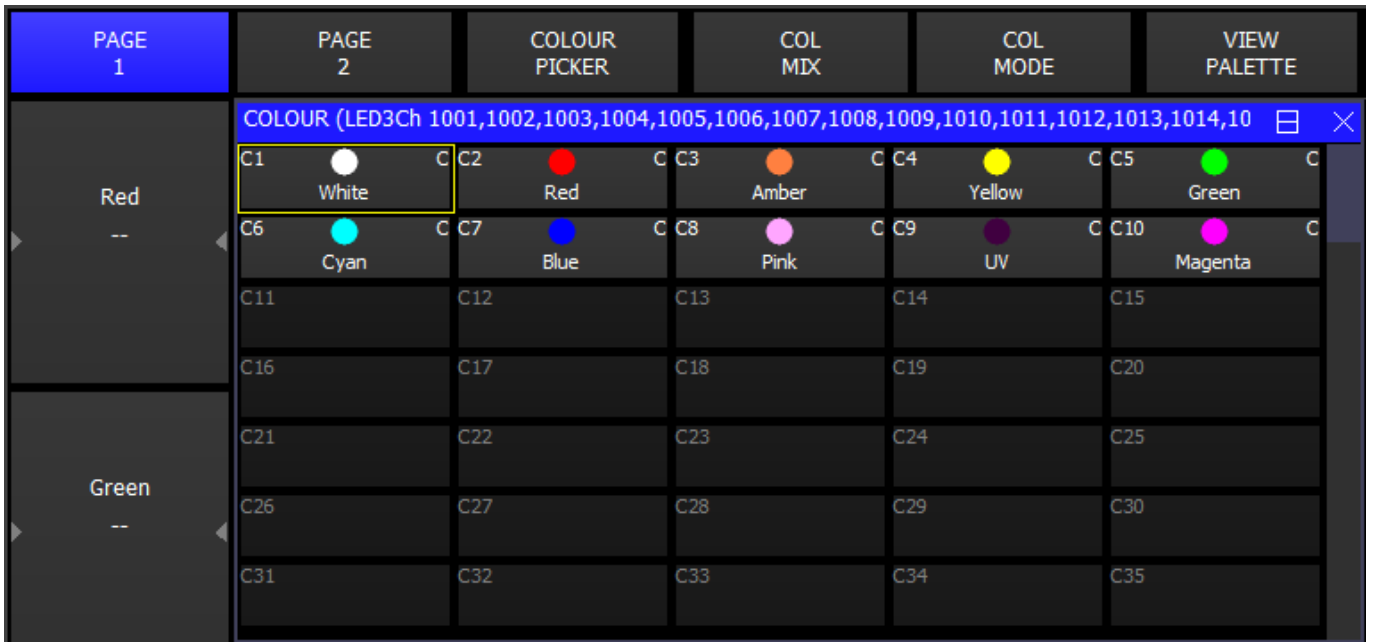 PAGE
1
PAGE
2
COLOUR
PICKER
COL
MIX
COL
MODE
VIEW
PALETTE
COLOUR (LED3Ch 1001,1002,1003,1004,1005,1006,1007,1008,1009,1010,1011,1012,1013,1014,10
Red
--
Green
--
C1 C
White
C2 C
Red
C3 C
Amber
C4 C
Yellow
C5 C
Green
C6 C
Cyan
C7 C
Blue
C8 C
Pink
C9 C
UV
C10 C
Magenta
C11 C12 C13 C14 C15
C16 C17 C18 C19 C20
C21 C22 C23 C24 C25
C26 C27 C28 C29 C30
C31 C32 C33 C34 C35